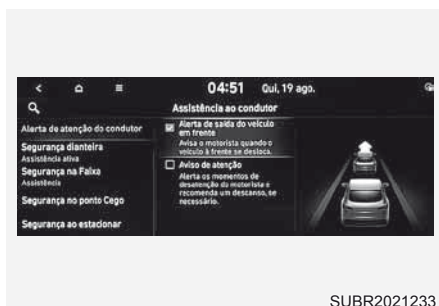 04:51 Qui, 19 ago.
Assistência ao condutor
Alerta de atenção do condutor
Segurança dianteira
Assistência ativa
Segurança na Faixa
Assistência
Segurança no ponto Cego
Segurança ao estacionar
Alerta de saída do veículo
em frente
Avisa o motorista quando o
veículo à frente se desloca.
Aviso de atenção
Alerta os momentos de
desatenção do motorista e
recomenda um descanso, se
necessário.
SUBR2021233